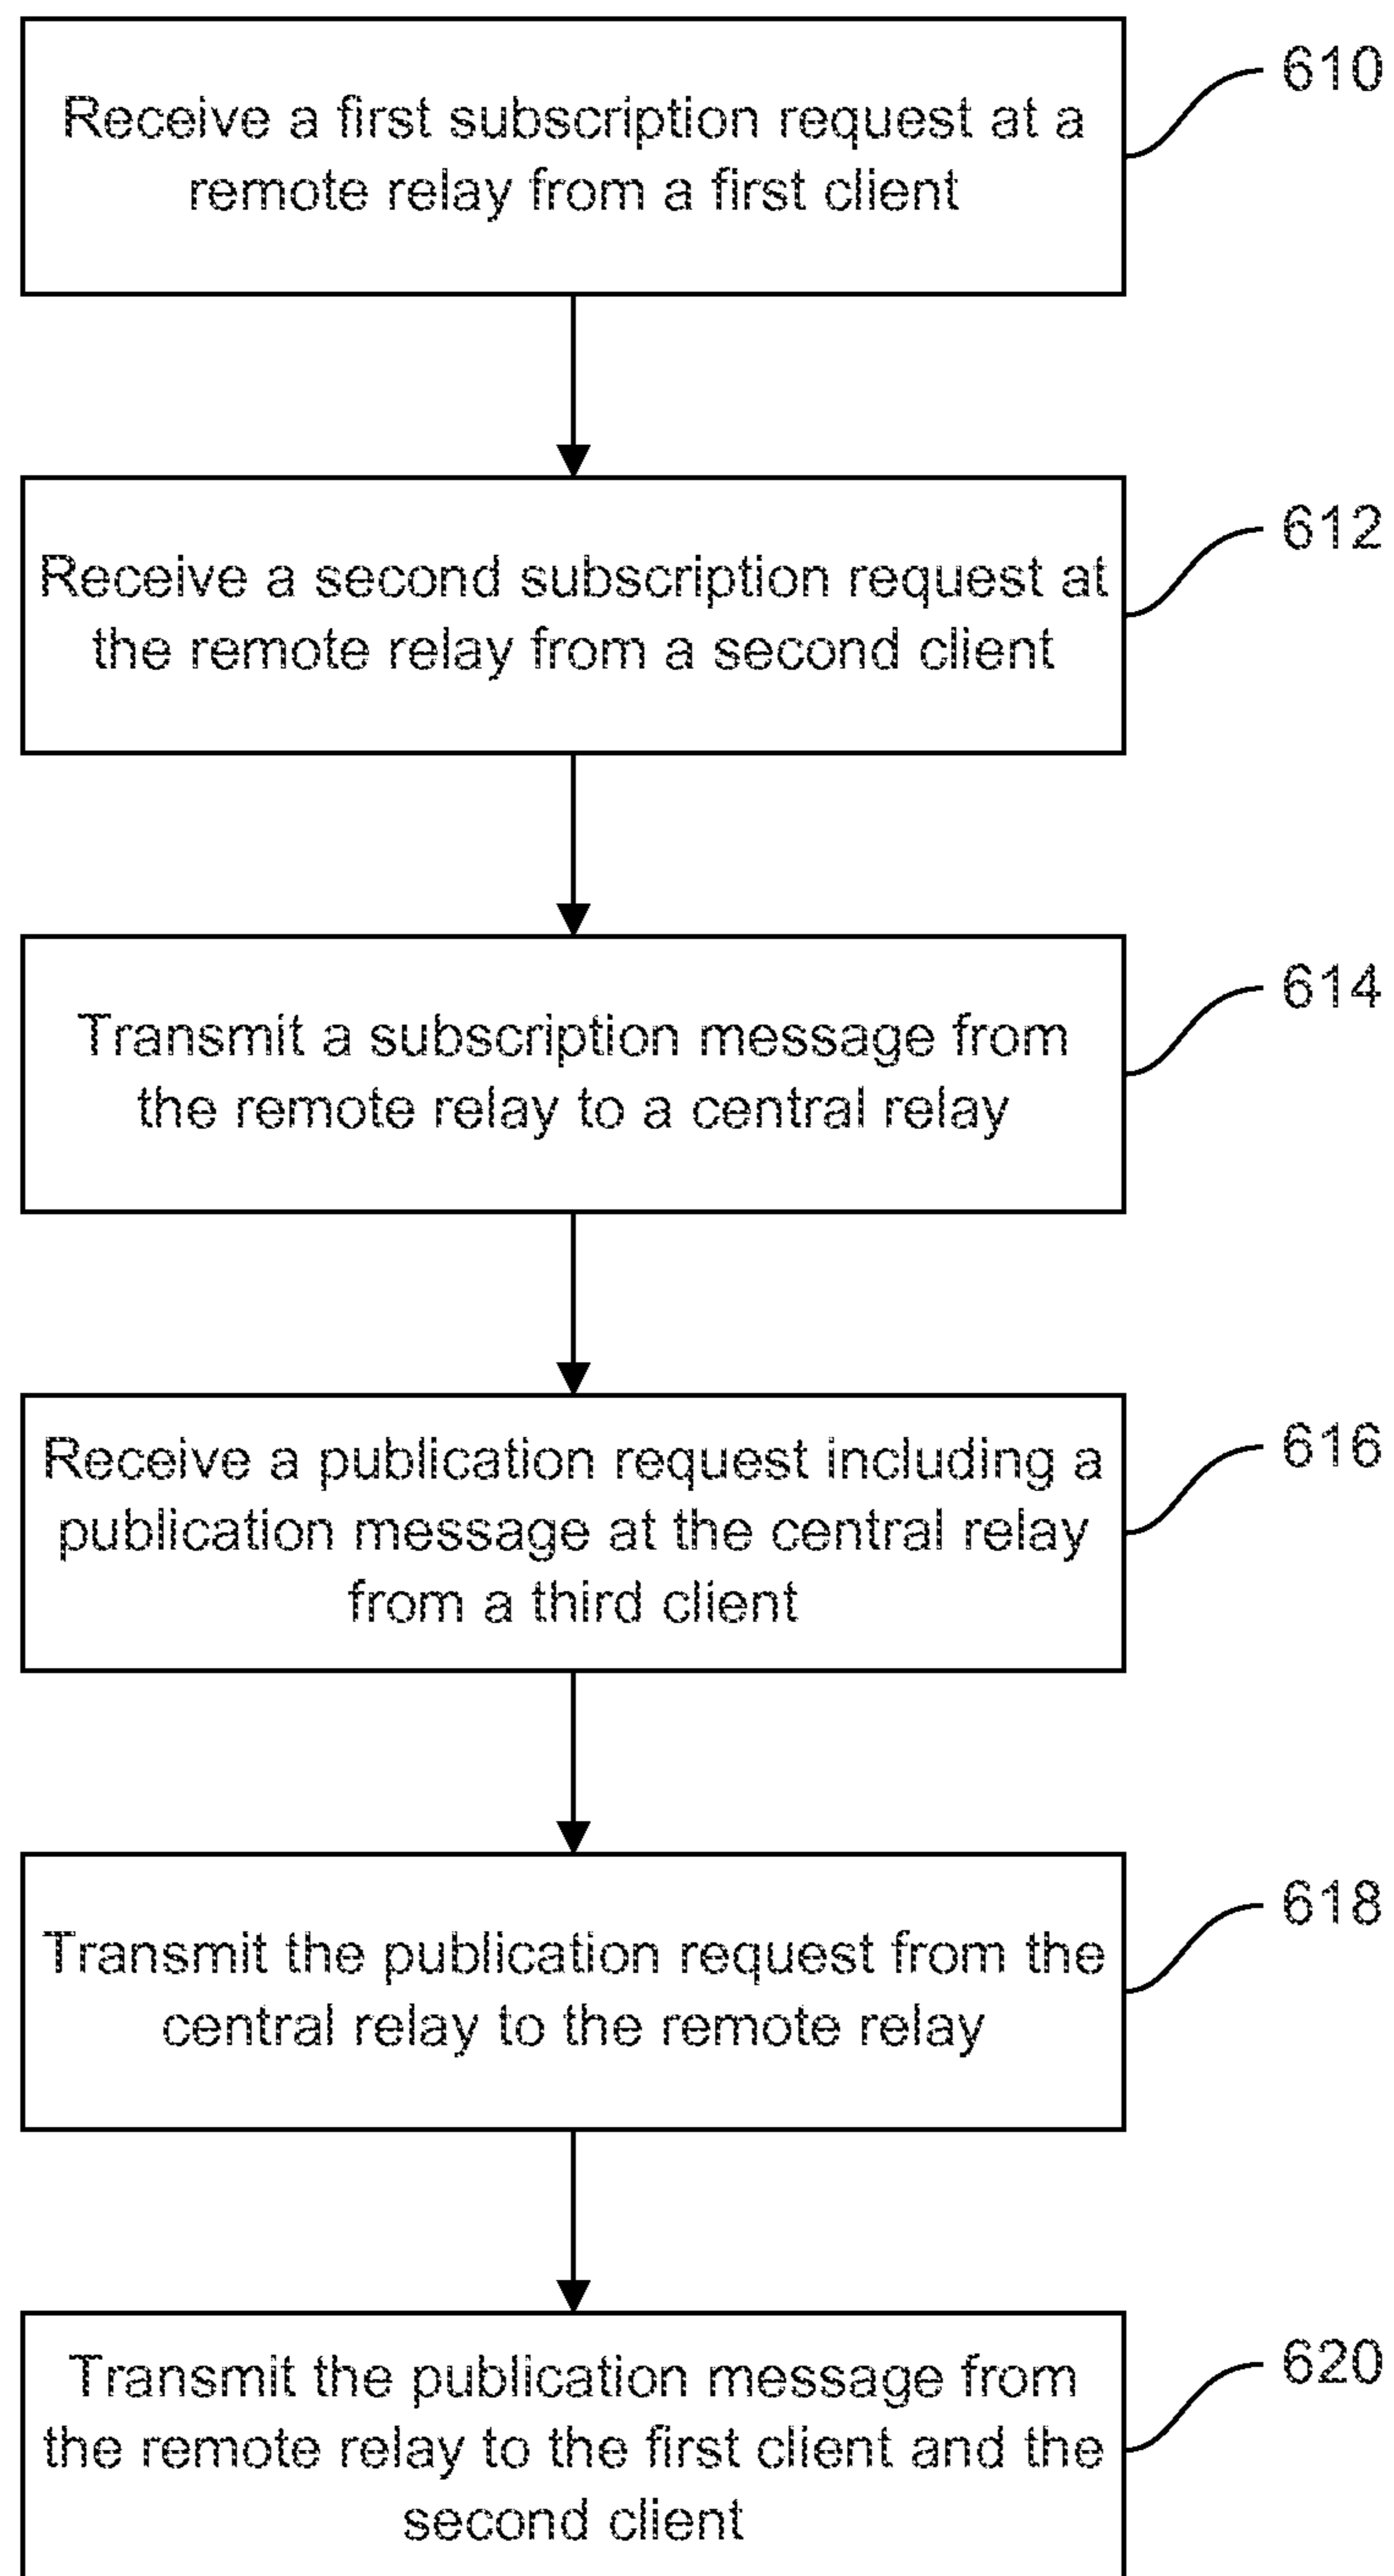 Receive a first subscription request at a
remote relay from a first client
610
Receive a second subscription request at
the remote relay from a second client
612
Transmit a subscription message from
the remote relay to a central relay
614
Receive a publication request including a
publication message at the central relay
from a third client
616
Transmit the publication request from the
central relay to the remote relay
618
Transmit the publication message from
the remote relay to the first client and the
second client
620